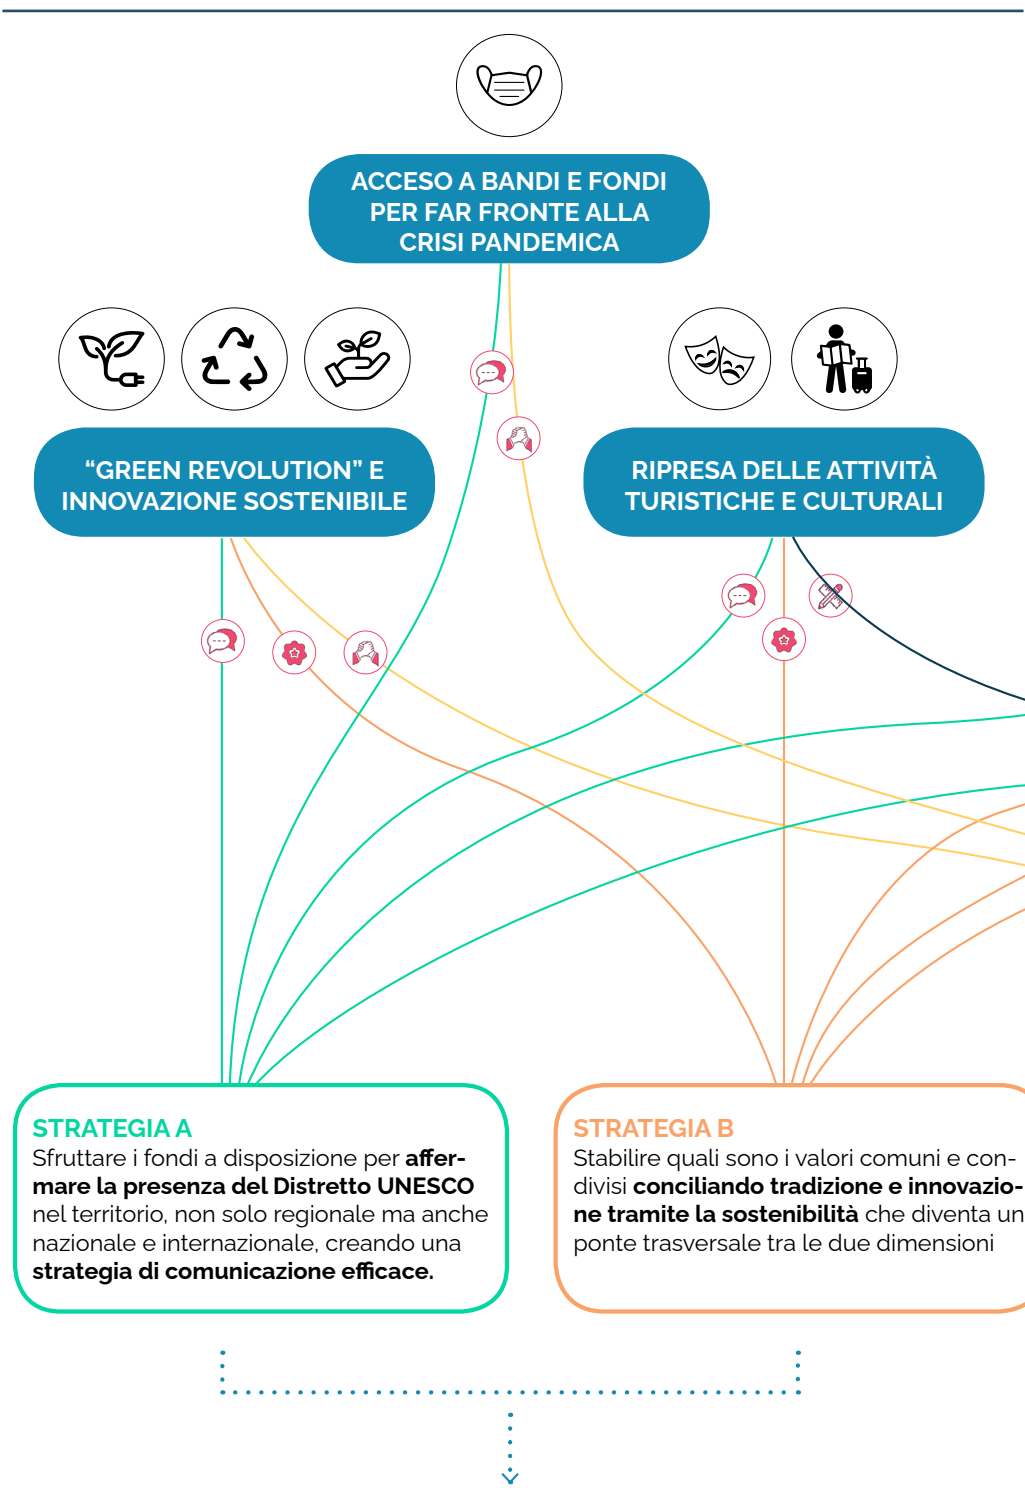 ACCESO A BANDI E FONDI
PER FAR FRONTE ALLA
CRISI PANDEMICA
“GREEN REVOLUTION” E
INNOVAZIONE SOSTENIBILE
RIPRESA DELLE ATTIVITÀ
TURISTICHE E CULTURALI
STRATEGIA A
Sfruttare i fondi a disposizione per affer-
mare la presenza del Distretto UNESCO
nel territorio, non solo regionale ma anche
nazionale e internazionale, creando una
strategia di comunicazione efficace.
STRATEGIA B
Stabilire quali sono i valori comuni e con-
divisi conciliando tradizione e innovazio-
ne tramite la sostenibilità che diventa un
ponte trasversale tra le due dimensioni